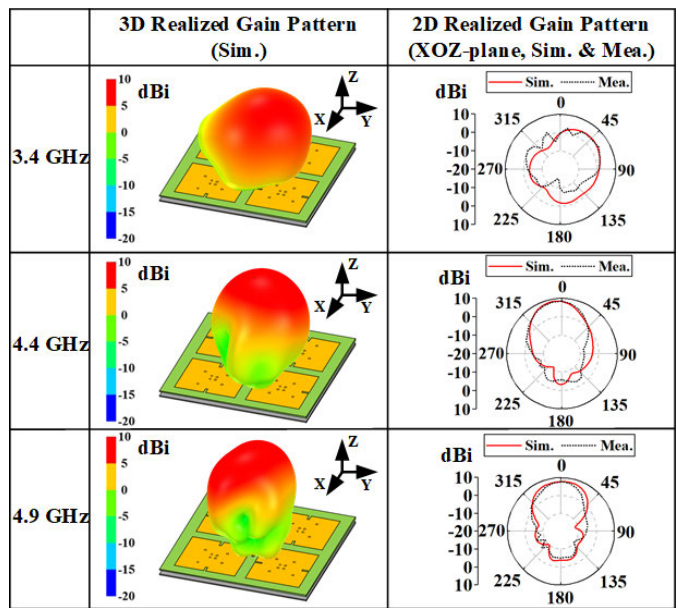 3D Realized Gain Pattern
(Sim.)
2D Realized Gain Pattern
(XOZ-plane, Sim. & Mea.)
3.4 GHz
10
5
0
-5
-10
-15
-20
dBi
Z
X
Y
Sim.
Mea.
dBi
10
0
-10
-20
-10
0
10
0
45
90
135
180
225
270
315
4.4 GHz
10
5
0
-5
-10
-15
-20
dBi
Z
X
Y
Sim.
Mea.
dBi
10
0
-10
-20
-10
0
10
0
45
90
135
180
225
270
315
4.9 GHz
10
5
0
-5
-10
-15
-20
dBi
Z
X
Y
Sim.
Mea.
dBi
10
0
-10
-20
-10
0
10
0
45
90
135
180
225
270
315